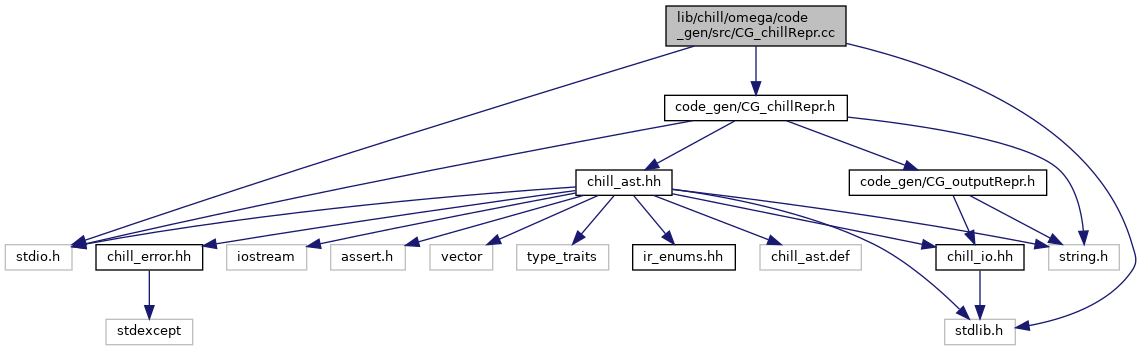 lib/chill/omega/code
_gen/src/CG_chillRepr.cc
code_gen/CG_chillRepr.h
chill_ast.hh
code_gen/CG_outputRepr.h
stdio.h
chill_error.hh
iostream
assert.h
vector
type_traits
ir_enums.hh
chill_ast.def
chill_io.hh
string.h
stdexcept
stdlib.h